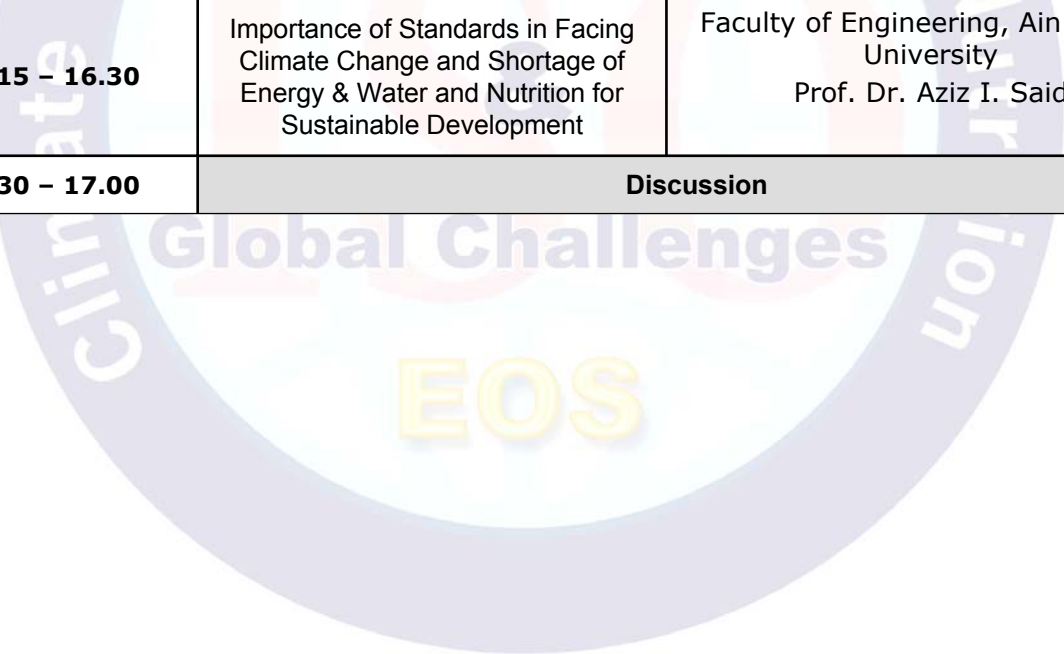 15 – 16.30
Importance of Standards in Facing
Climate Change and Shortage of
Energy & Water and Nutrition for
Sustainable Development
Faculty of Engineering, Ain
University
Prof. Dr. Aziz I. Said
30 – 17.00
Discussion
Climate
Global Challenges
EOS